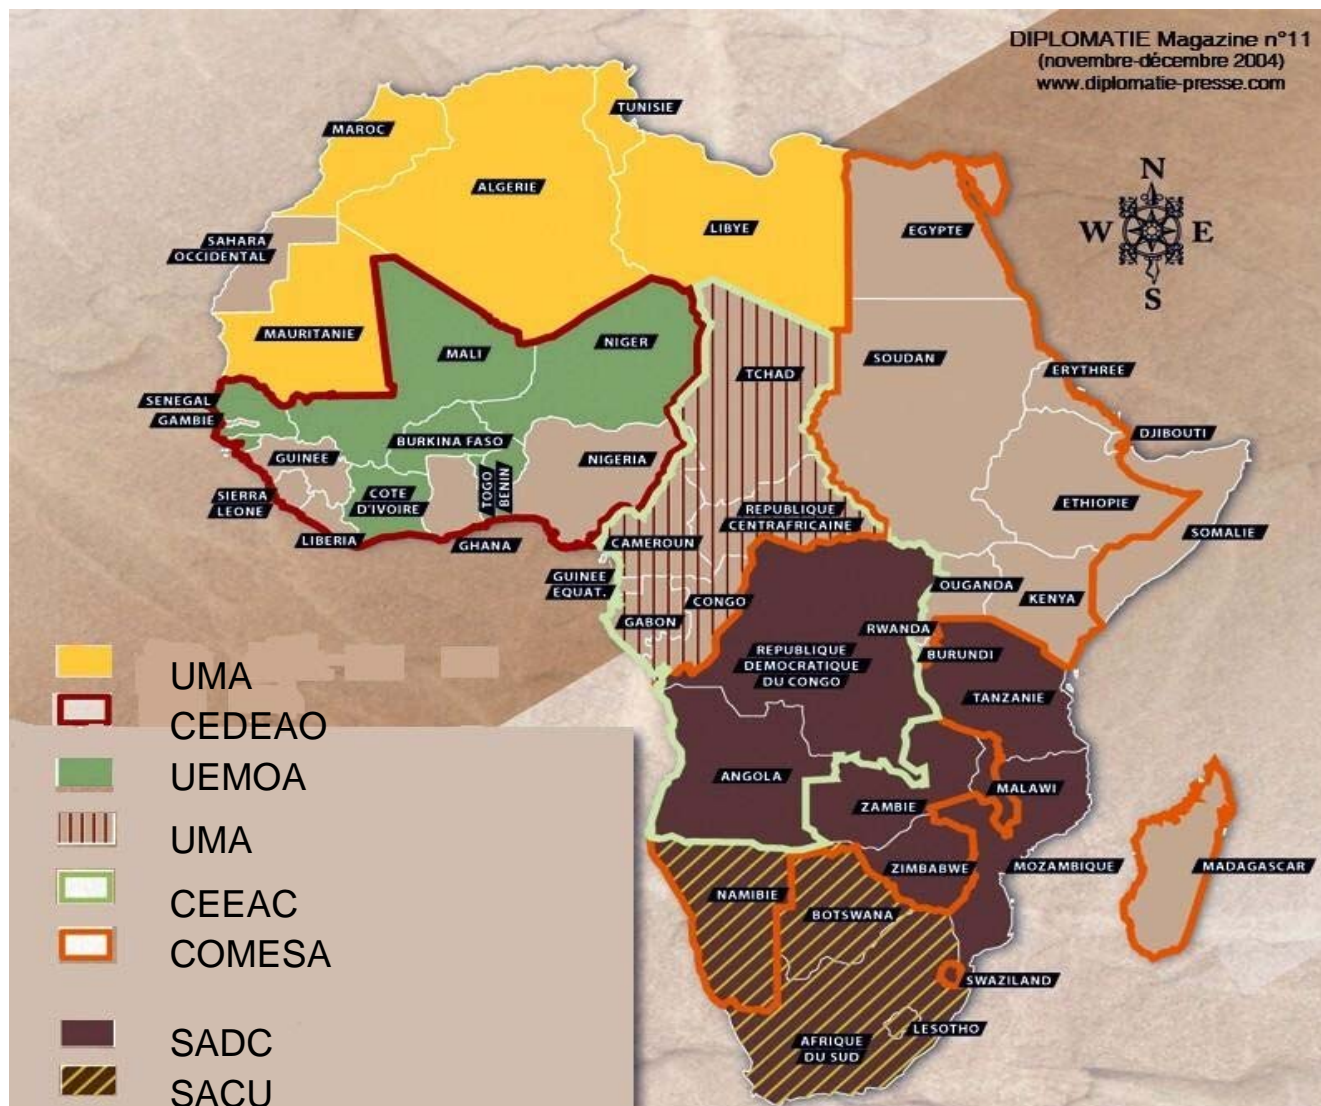 DIPLOMATIE Magazine n°11
(novembre-décembre 2004)
www.diplomatie-presse.com
N
W
E
S
TUNISIE
MAROC
ALGERIE
LIBYE
EGYPTE
SAHARA
OCCIDENTAL
MAURITANIE
MALI
NIGER
TCHAD
SOUDAN
ERYTHREE
SENEGAL
GAMBIE
DJIBOUTI
BURKINA FASO
GUINEE
NIGERIA
TOGO
BENIN
SIERRA
LEONE
COTE
D'IVOIRE
REPUBLIQUE
CENTRAFRICAINE
ETHIOPIE
SOMALIE
LIBERIA
GHANA
CAMEROUN
GUINEE
EQUAT.
OUGANDA
KENYA
CONGO
GABON
RWANDA
BURUNDI
REPUBLIQUE
DEMOCRATIQUE
DU CONGO
TANZANIE
ANGOLA
ZAMBIE
MALAWI
ZIMBABWE
MOZAMBIQUE
MADAGASCAR
NAMIBIE
BOTSWANA
SWAZILAND
LESOTHO
AFRIQUE
DU SUD
UMA
CEDEAO
UEMOA
UMA
CEEAC
COMESA
SADC
SACU